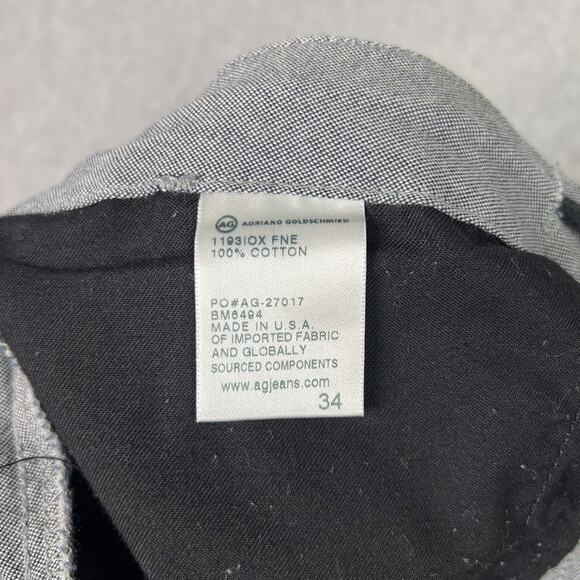 AG ADRIANO GOLDSCHMIED
1193IOX FNE
100% COTTON
PO#AG-27017
BM6494
MADE IN U.S.A.
OF IMPORTED FABRIC
AND GLOBALLY
SOURCED COMPONENTS
www.agjeans.com
34